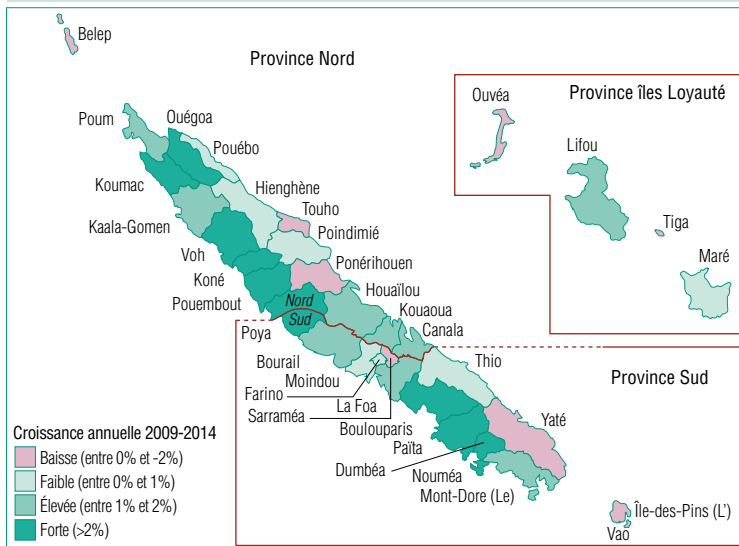 Belep
Province Nord
Ouvéa
Province îles Loyauté
Poum
Ouégoa
Pouébo
Lifou
Koumac
Hienghène
Touho
Tiga
Kaala-Gomen
Poindimié
Maré
Voh
Ponérihouen
Koné
Houaïlou
Pouembout
Nord
Kouaoua
Sud
Canala
Poya
Bourail
Thio
Moindou
Province Sud
Farino
La Foa
Sarraméa
Boulouparis
Yaté
Païta
Dumbéa
Nouméa
Mont-Dore (Le)
Île-des-Pins (L')
Vao
Croissance annuelle 2009-2014
Baisse (entre 0% et -2%)
Faible (entre 0% et 1%)
Élevée (entre 1% et 2%)
Forte (>2%)